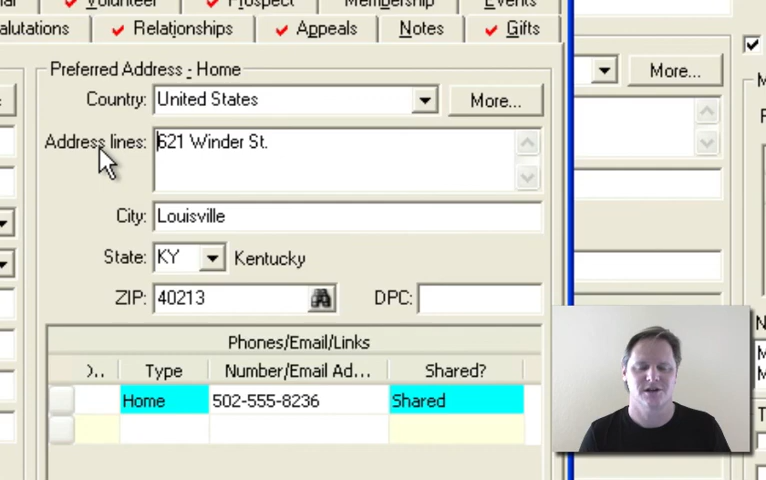 Volunteer Prospect Membership Events
alutations Relationships Appeals Notes Gifts
Preferred Address - Home
Country: United States More... More...
Address lines: 621 Winder St.
City: Louisville
State: KY Kentucky
ZIP: 40213 DPC:
Phones/Email/Links
Type Number/Email Ad... Shared?
Home 502-555-8236 Shared